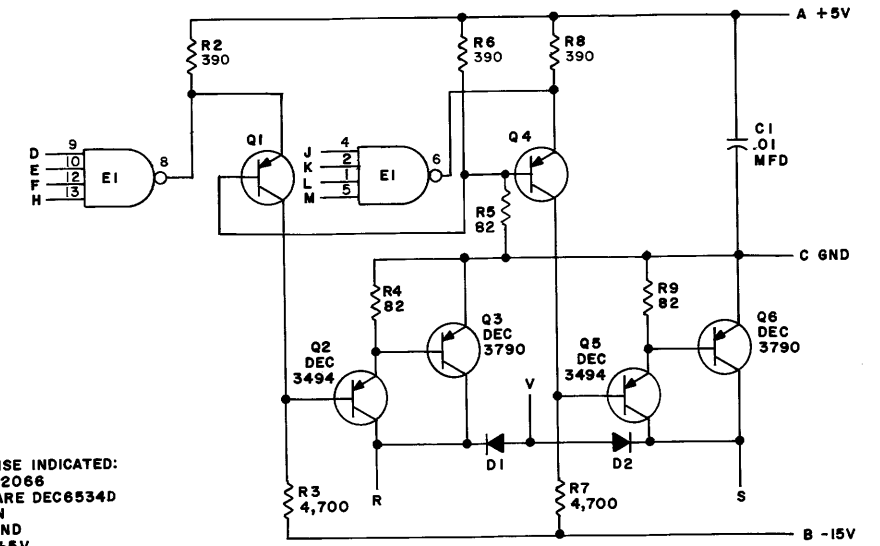 A +5V
R2
390
R6
390
R8
390
C1
.01
MFD
Q1
Q4
D 9
E 10
F 12
H 13
E1
8
J 4
K 2
L 1
M 5
E1
6
R5
82
C GND
R4
82
Q3
DEC
3790
R9
82
Q6
DEC
3790
Q2
DEC
3494
Q5
DEC
3494
V
D1
D2
R3
4,700
R
R7
4,700
S
B -15V
SE INDICATED:
2066
ARE DEC6534D
N
ND